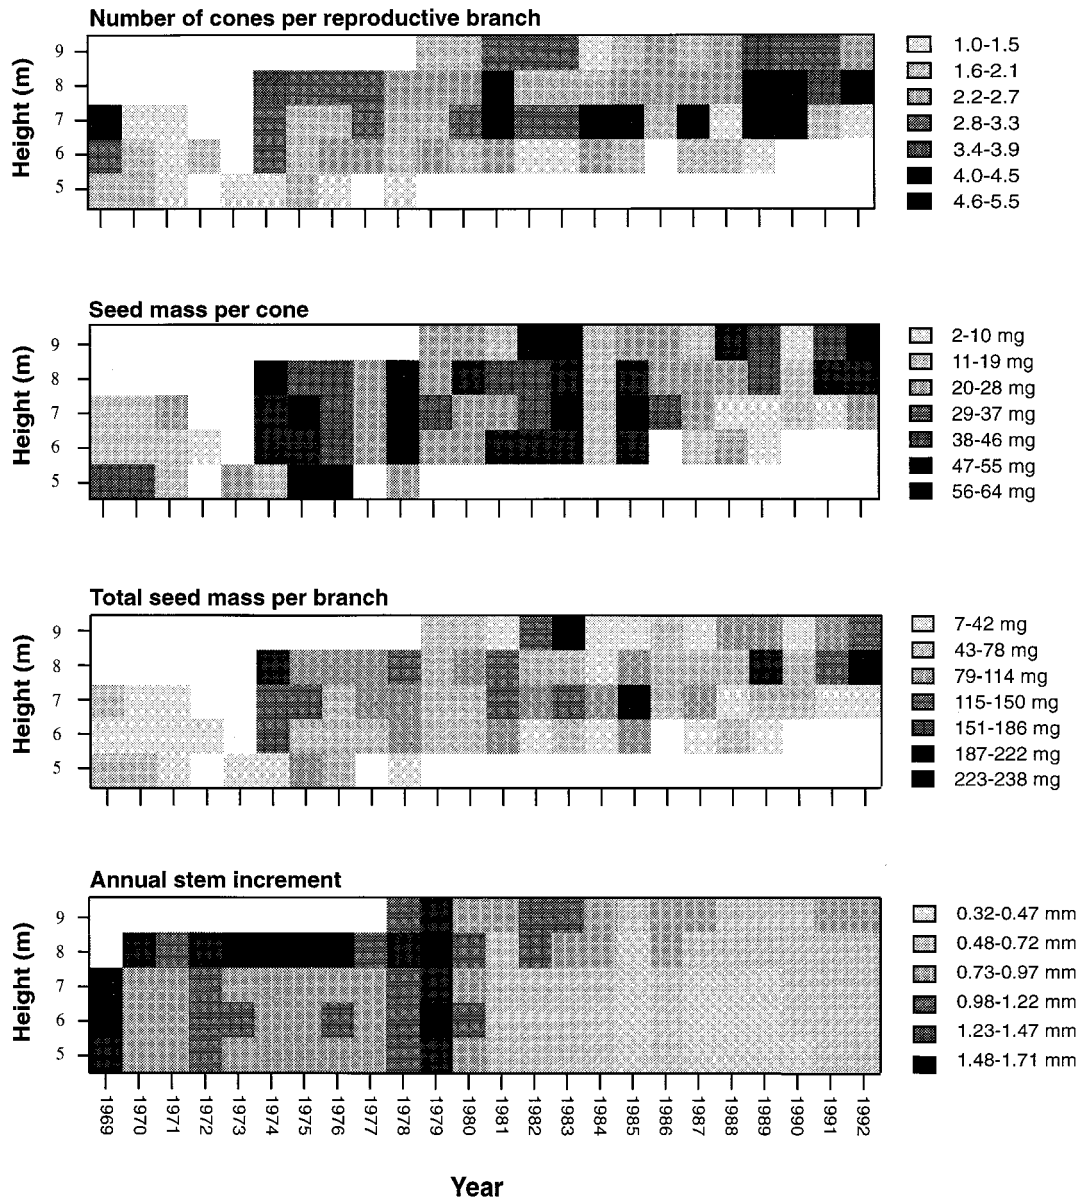 Number of cones per reproductive branch
Height (m)
9
8
7
6
5
1.0-1.5
1.6-2.1
2.2-2.7
2.8-3.3
3.4-3.9
4.0-4.5
4.6-5.5
Seed mass per cone
Height (m)
9
8
7
6
5
2-10 mg
11-19 mg
20-28 mg
29-37 mg
38-46 mg
47-55 mg
56-64 mg
Total seed mass per branch
Height (m)
9
8
7
6
5
7-42 mg
43-78 mg
79-114 mg
115-150 mg
151-186 mg
187-222 mg
223-238 mg
Annual stem increment
Height (m)
9
8
7
6
5
0.32-0.47 mm
0.48-0.72 mm
0.73-0.97 mm
0.98-1.22 mm
1.23-1.47 mm
1.48-1.71 mm
1969 1970 1971 1972 1973 1974 1975 1976 1977 1978 1979 1980 1981 1982 1983 1984 1985 1986 1987 1988 1989 1990 1991 1992
Year